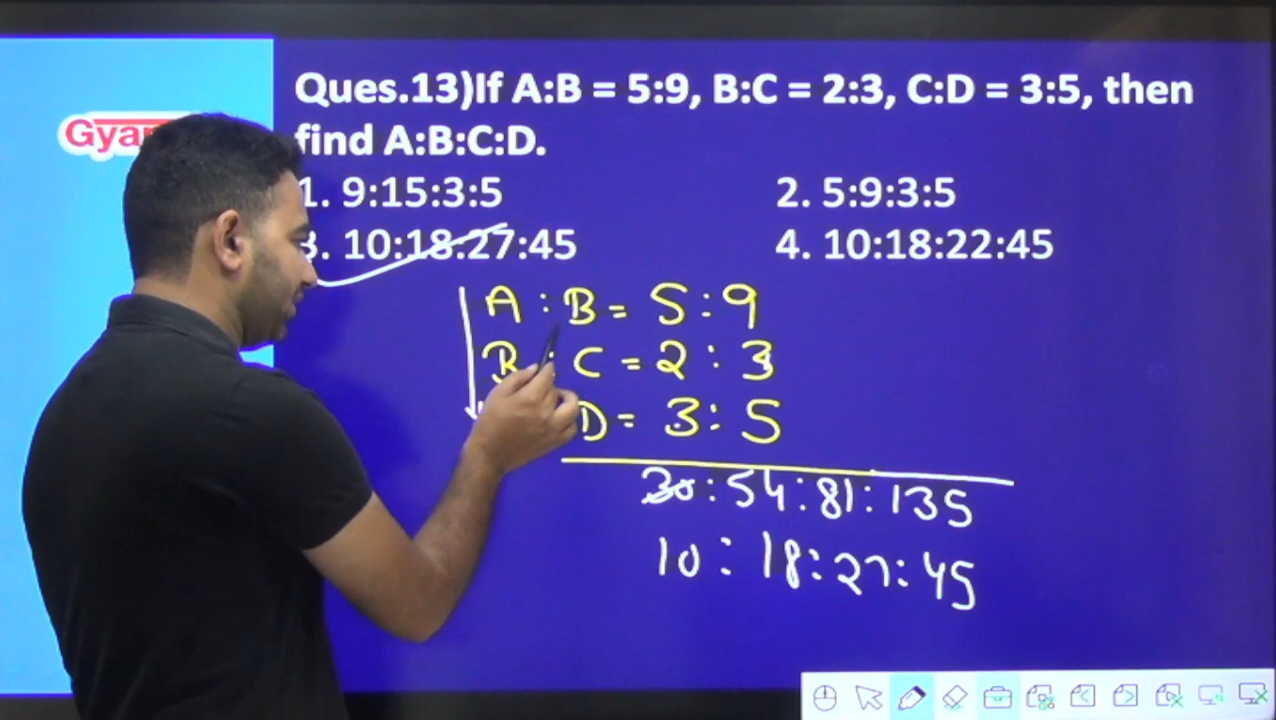 Ques.13)If A:B = 5:9, B:C = 2:3, C:D = 3:5, then
find A:B:C:D.
1. 9:15:3:5 2. 5:9:3:5
3. 10:18:27:45 4. 10:18:22:45
A : B = 5 : 9
B : C = 2 : 3
D = 3 : 5
30 : 54 : 81 : 135
10 : 18 : 27 : 45